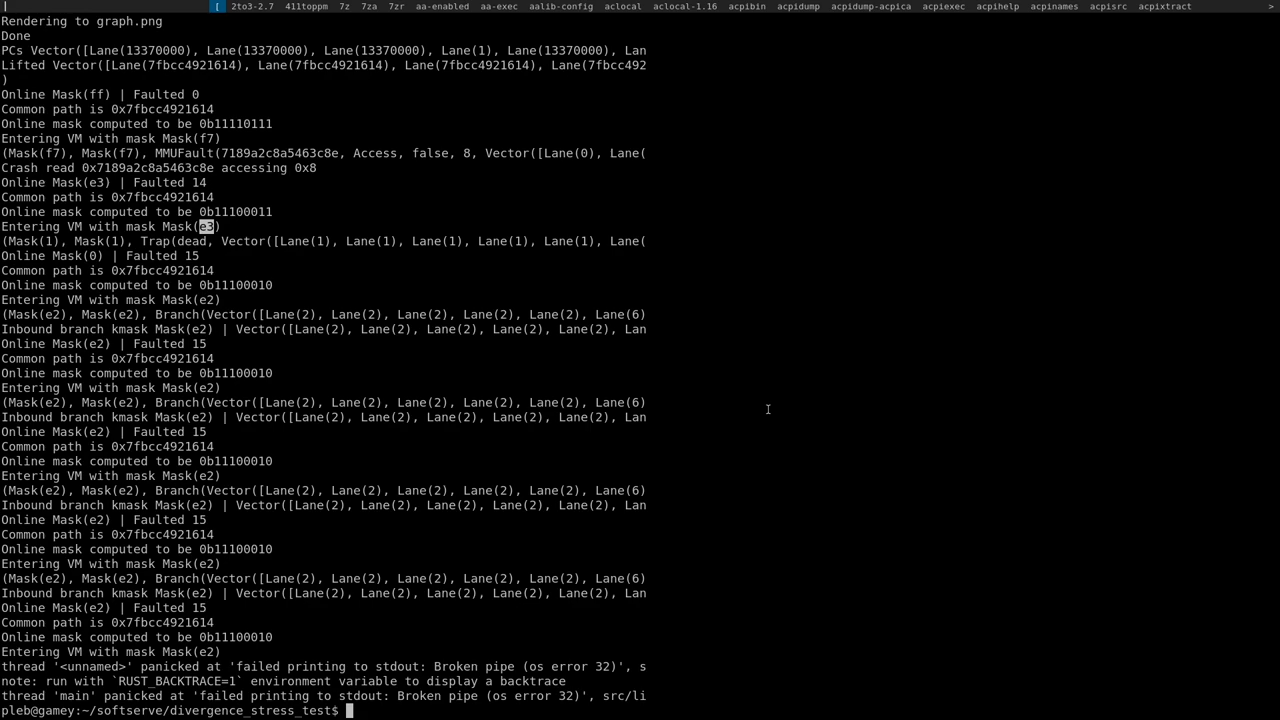 [ 2to3-2.7 411toppm 7z 7za 7zr aa-enabled aa-exec aalib-config aclocal aclocal-1.16 acpibin acpidump acpidump-acpica acpiexec acpihelp acpinames acpisrc acpixtract >
Rendering to graph.png
Done
PCs Vector([Lane(13370000), Lane(13370000), Lane(13370000), Lane(1), Lane(13370000), Lan
Lifted Vector([Lane(7fbcc4921614), Lane(7fbcc4921614), Lane(7fbcc4921614), Lane(7fbcc492
)
Online Mask(ff) | Faulted 0
Common path is 0x7fbcc4921614
Online mask computed to be 0b11110111
Entering VM with mask Mask(f7)
(Mask(f7), Mask(f7), MMUFault(7189a2c8a5463c8e, Access, false, 8, Vector([Lane(0), Lane(
Crash read 0x7189a2c8a5463c8e accessing 0x8
Online Mask(e3) | Faulted 14
Common path is 0x7fbcc4921614
Online mask computed to be 0b11100011
Entering VM with mask Mask(e3)
(Mask(1), Mask(1), Trap(dead, Vector([Lane(1), Lane(1), Lane(1), Lane(1), Lane(1), Lane(
Online Mask(0) | Faulted 15
Common path is 0x7fbcc4921614
Online mask computed to be 0b11100010
Entering VM with mask Mask(e2)
(Mask(e2), Mask(e2), Branch(Vector([Lane(2), Lane(2), Lane(2), Lane(2), Lane(2), Lane(6)
Inbound branch kmask Mask(e2) | Vector([Lane(2), Lane(2), Lane(2), Lane(2), Lane(2), Lan
Online Mask(e2) | Faulted 15
Common path is 0x7fbcc4921614
Online mask computed to be 0b11100010
Entering VM with mask Mask(e2)
(Mask(e2), Mask(e2), Branch(Vector([Lane(2), Lane(2), Lane(2), Lane(2), Lane(2), Lane(6)
Inbound branch kmask Mask(e2) | Vector([Lane(2), Lane(2), Lane(2), Lane(2), Lane(2), Lan
Online Mask(e2) | Faulted 15
Common path is 0x7fbcc4921614
Online mask computed to be 0b11100010
Entering VM with mask Mask(e2)
(Mask(e2), Mask(e2), Branch(Vector([Lane(2), Lane(2), Lane(2), Lane(2), Lane(2), Lane(6)
Inbound branch kmask Mask(e2) | Vector([Lane(2), Lane(2), Lane(2), Lane(2), Lane(2), Lan
Online Mask(e2) | Faulted 15
Common path is 0x7fbcc4921614
Online mask computed to be 0b11100010
Entering VM with mask Mask(e2)
(Mask(e2), Mask(e2), Branch(Vector([Lane(2), Lane(2), Lane(2), Lane(2), Lane(2), Lane(6)
Inbound branch kmask Mask(e2) | Vector([Lane(2), Lane(2), Lane(2), Lane(2), Lane(2), Lan
Online Mask(e2) | Faulted 15
Common path is 0x7fbcc4921614
Online mask computed to be 0b11100010
Entering VM with mask Mask(e2)
thread '<unnamed>' panicked at 'failed printing to stdout: Broken pipe (os error 32)', s
note: run with `RUST_BACKTRACE=1` environment variable to display a backtrace
thread 'main' panicked at 'failed printing to stdout: Broken pipe (os error 32)', src/li
pleb@gamey:~/softserve/divergence_stress_test$